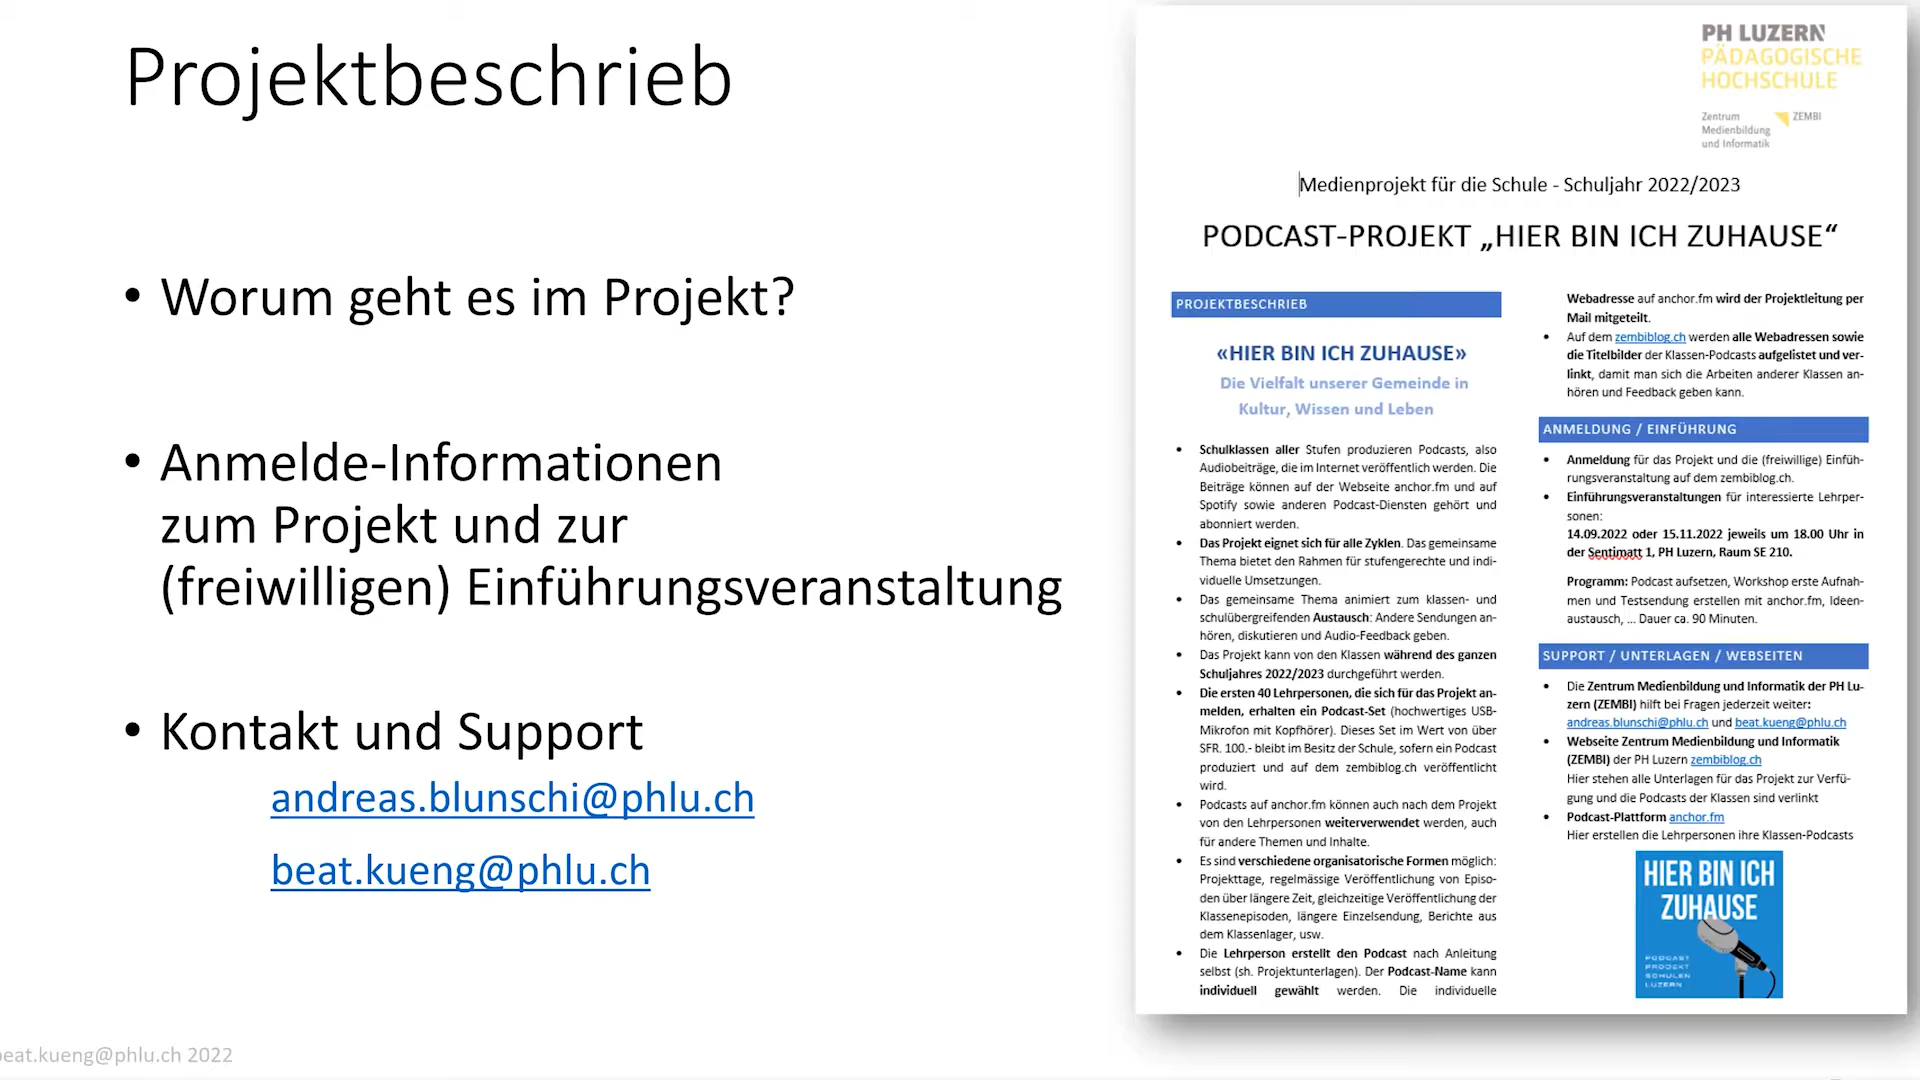 Projektbeschrieb
• Worum geht es im Projekt?
• Anmelde-Informationen
zum Projekt und zur
(freiwilligen) Einführungsveranstaltung
• Kontakt und Support
andreas.blunschi@phlu.ch
beat.kueng@phlu.ch
beat.kueng@phlu.ch 2022
PH LUZERN
PÄDAGOGISCHE
HOCHSCHULE
Zentrum
Medienbildung
und Informatik
ZEMBI
Medienprojekt für die Schule - Schuljahr 2022/2023
PODCAST-PROJEKT „HIER BIN ICH ZUHAUSE“
PROJEKTBESCHRIEB
«HIER BIN ICH ZUHAUSE»
Die Vielfalt unserer Gemeinde in
Kultur, Wissen und Leben
• Schulklassen aller Stufen produzieren Podcasts, also
Audiobeiträge, die im Internet veröffentlich werden. Die
Beiträge können auf der Webseite anchor.fm und auf
Spotify sowie anderen Podcast-Diensten gehört und
abonniert werden.
• Das Projekt eignet sich für alle Zyklen. Das gemeinsame
Thema bietet den Rahmen für stufengerechte und indi-
viduelle Umsetzungen.
• Das gemeinsame Thema animiert zum klassen- und
schulübergreifenden Austausch: Andere Sendungen an-
hören, diskutieren und Audio-Feedback geben.
• Das Projekt kann von den Klassen während des ganzen
Schuljahres 2022/2023 durchgeführt werden.
• Die ersten 40 Lehrpersonen, die sich für das Projekt an-
melden, erhalten ein Podcast-Set (hochwertiges USB-
Mikrofon mit Kopfhörer). Dieses Set im Wert von über
SFR. 100.- bleibt im Besitz der Schule, sofern ein Podcast
produziert und auf dem zembiblog.ch veröffentlicht
wird.
• Podcasts auf anchor.fm können auch nach dem Projekt
von den Lehrpersonen weiterverwendet werden, auch
für andere Themen und Inhalte.
• Es sind verschiedene organisatorische Formen möglich:
Projekttage, regelmässige Veröffentlichung von Episo-
den über längere Zeit, gleichzeitige Veröffentlichung der
Klassenepisoden, längere Einzelsendung, Berichte aus
dem Klassenlager, usw.
• Die Lehrperson erstellt den Podcast nach Anleitung
selbst (sh. Projektunterlagen). Der Podcast-Name kann
individuell gewählt werden. Die individuelle
Webadresse auf anchor.fm wird der Projektleitung per
Mail mitgeteilt.
• Auf dem zembiblog.ch werden alle Webadressen sowie
die Titelbilder der Klassen-Podcasts aufgelistet und ver-
linkt, damit man sich die Arbeiten anderer Klassen an-
hören und Feedback geben kann.
ANMELDUNG / EINFÜHRUNG
• Anmeldung für das Projekt und die (freiwillige) Einfüh-
rungsveranstaltung auf dem zembiblog.ch.
• Einführungsveranstaltungen für interessierte Lehrper-
sonen:
14.09.2022 oder 15.11.2022 jeweils um 18.00 Uhr in
der Sentimatt 1, PH Luzern, Raum SE 210.
Programm: Podcast aufsetzen, Workshop erste Aufnah-
men und Testsendung erstellen mit anchor.fm, Ideen-
austausch, ... Dauer ca. 90 Minuten.
SUPPORT / UNTERLAGEN / WEBSEITEN
• Die Zentrum Medienbildung und Informatik der PH Lu-
zern (ZEMBI) hilft bei Fragen jederzeit weiter:
andreas.blunschi@phlu.ch und beat.kueng@phlu.ch
• Webseite Zentrum Medienbildung und Informatik
(ZEMBI) der PH Luzern zembiblog.ch
Hier stehen alle Unterlagen für das Projekt zur Verfü-
gung und die Podcasts der Klassen sind verlinkt
• Podcast-Plattform anchor.fm
Hier erstellen die Lehrpersonen ihre Klassen-Podcasts
HIER BIN ICH
ZUHAUSE
PODCAST
PROJEKT
SCHULEN
LUZERN